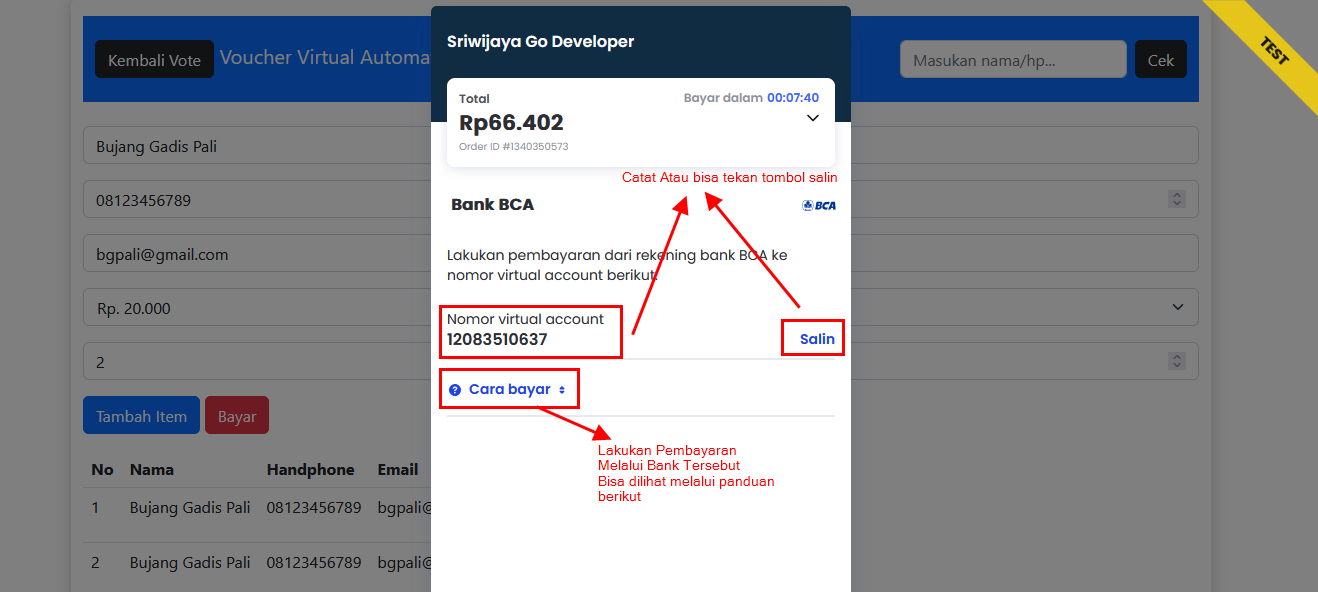 Kembali Vote
Voucher Virtual Automa
Masukan nama/hp...
Cek
TEST
Bujang Gadis Pali
08123456789
bgpali@gmail.com
Rp. 20.000
2
Tambah Item
Bayar
No Nama Handphone Email
1 Bujang Gadis Pali 08123456789 bgpali@
2 Bujang Gadis Pali 08123456789 bgpali@
Sriwijaya Go Developer
Total
Bayar dalam 00:07:40
Rp66.402
Order ID #1340350573
Catat Atau bisa tekan tombol salin
Bank BCA
BCA
Lakukan pembayaran dari rekening bank BCA ke
nomor virtual account berikut.
Nomor virtual account
12083510637
Salin
Cara bayar
Lakukan Pembayaran
Melalui Bank Tersebut
Bisa dilihat melalui panduan
berikut